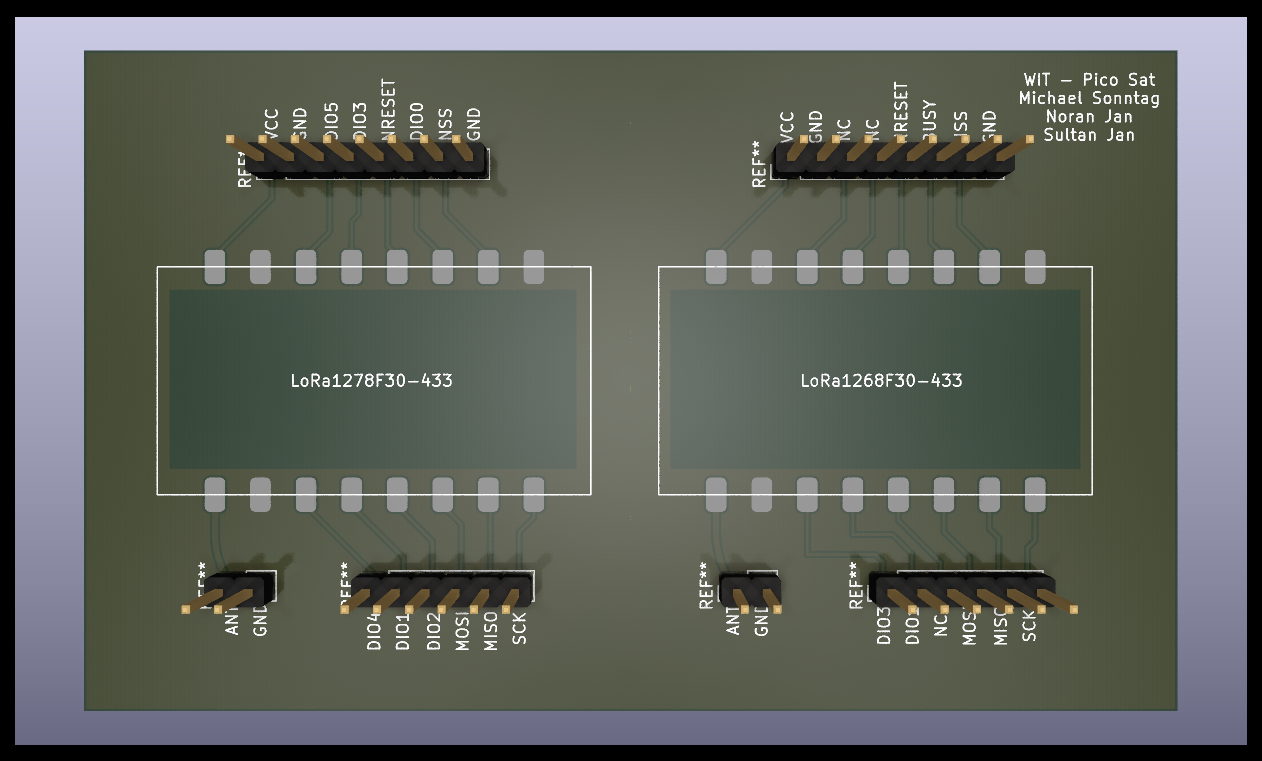 WIT - Pico Sat
Michael Sonntag
Noran Jan
Sultan Jan
REF**
VCC
GND
DIO5
DIO3
NRESET
DIO0
NSS
GND
REF**
VCC
GND
NC
NC
NRESET
BUSY
NSS
GND
LoRa1278F30-433
LoRa1268F30-433
REF**
ANT
GND
REF**
DIO4
DIO1
DIO2
MOSI
MISO
SCK
REF**
ANT
GND
REF**
DIO3
DIO2
NC
MOSI
MISO
SCK